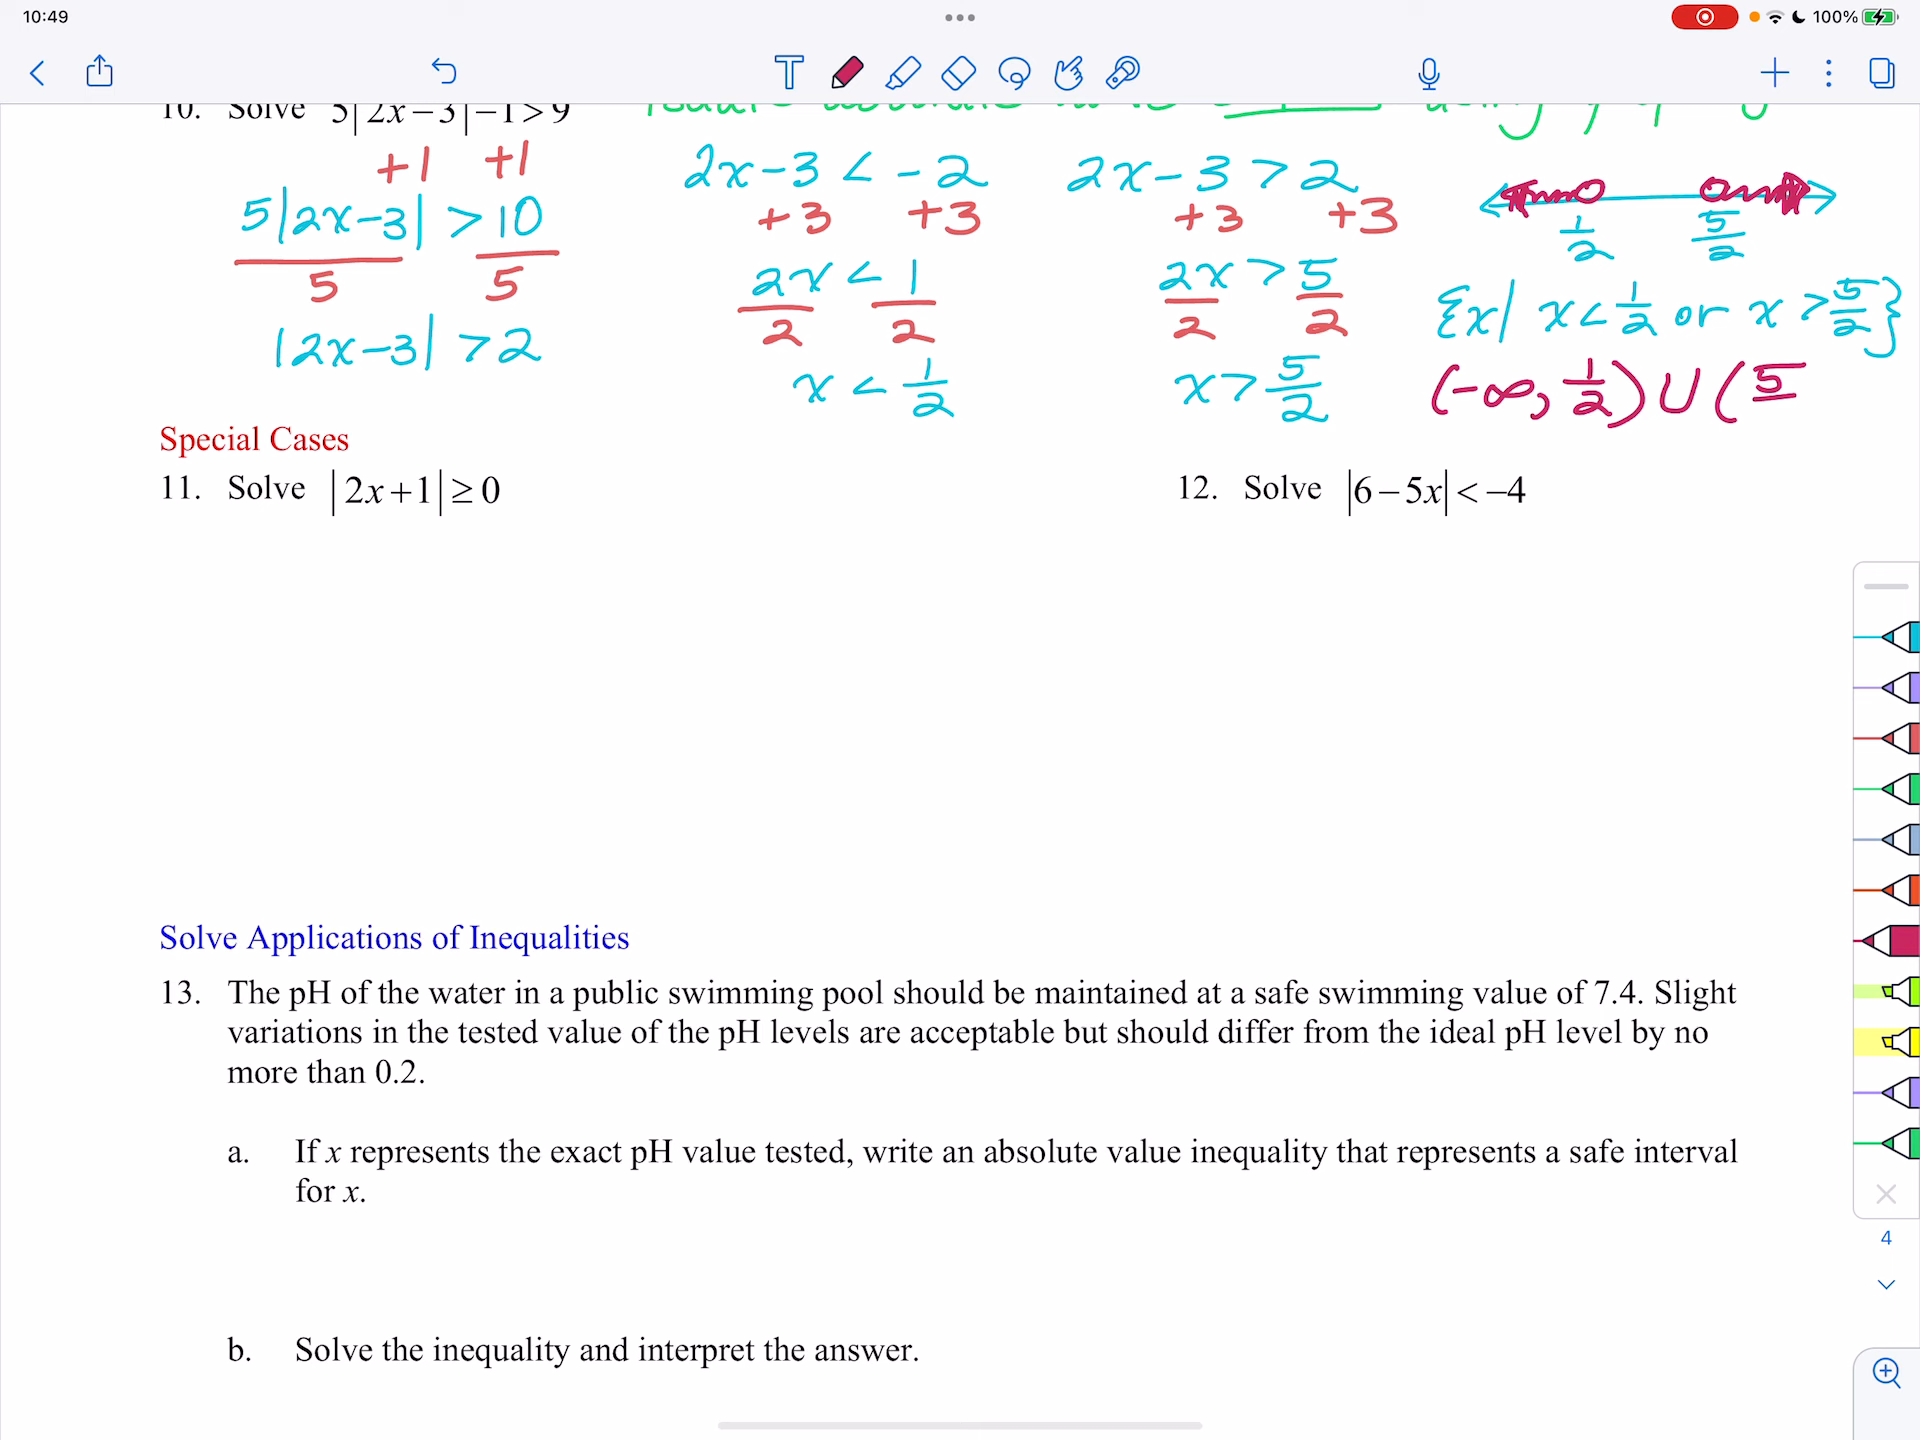 10:49
100%
10. Solve 5|2x−3|−1>9
+1 +1
5|2x−3| > 10
5 5
|2x−3| > 2
2x−3 < −2
+3 +3
2x < 1
2 2
x < 1/2
2x−3 > 2
+3 +3
2x > 5
2 2
x > 5/2
1/2 5/2
{x| x < 1/2 or x > 5/2}
(−∞, 1/2) ∪ (5
Special Cases
11. Solve |2x+1| ≥ 0
12. Solve |6−5x| < −4
Solve Applications of Inequalities
13. The pH of the water in a public swimming pool should be maintained at a safe swimming value of 7.4. Slight
variations in the tested value of the pH levels are acceptable but should differ from the ideal pH level by no
more than 0.2.
a. If x represents the exact pH value tested, write an absolute value inequality that represents a safe interval
for x.
b. Solve the inequality and interpret the answer.
4